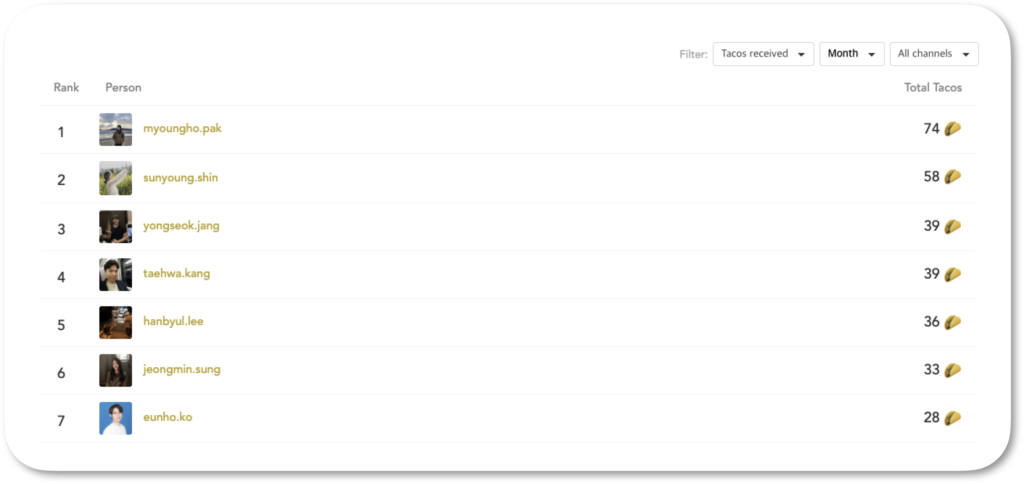 Filter: Tacos received Month All channels
Rank Person Total Tacos
1 myoungho.pak 74
2 sunyoung.shin 58
3 yongseok.jang 39
4 taehwa.kang 39
5 hanbyul.lee 36
6 jeongmin.sung 33
7 eunho.ko 28